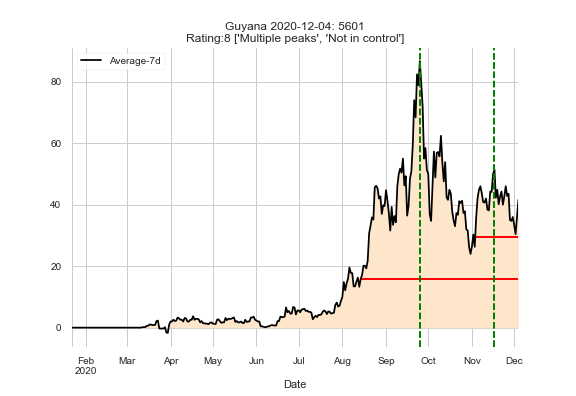 Guyana 2020-12-04: 5601
Rating:8 ['Multiple peaks', 'Not in control']
Average-7d
80
60
40
20
0
Feb Mar Apr May Jun Jul Aug Sep Oct Nov Dec
2020
Date